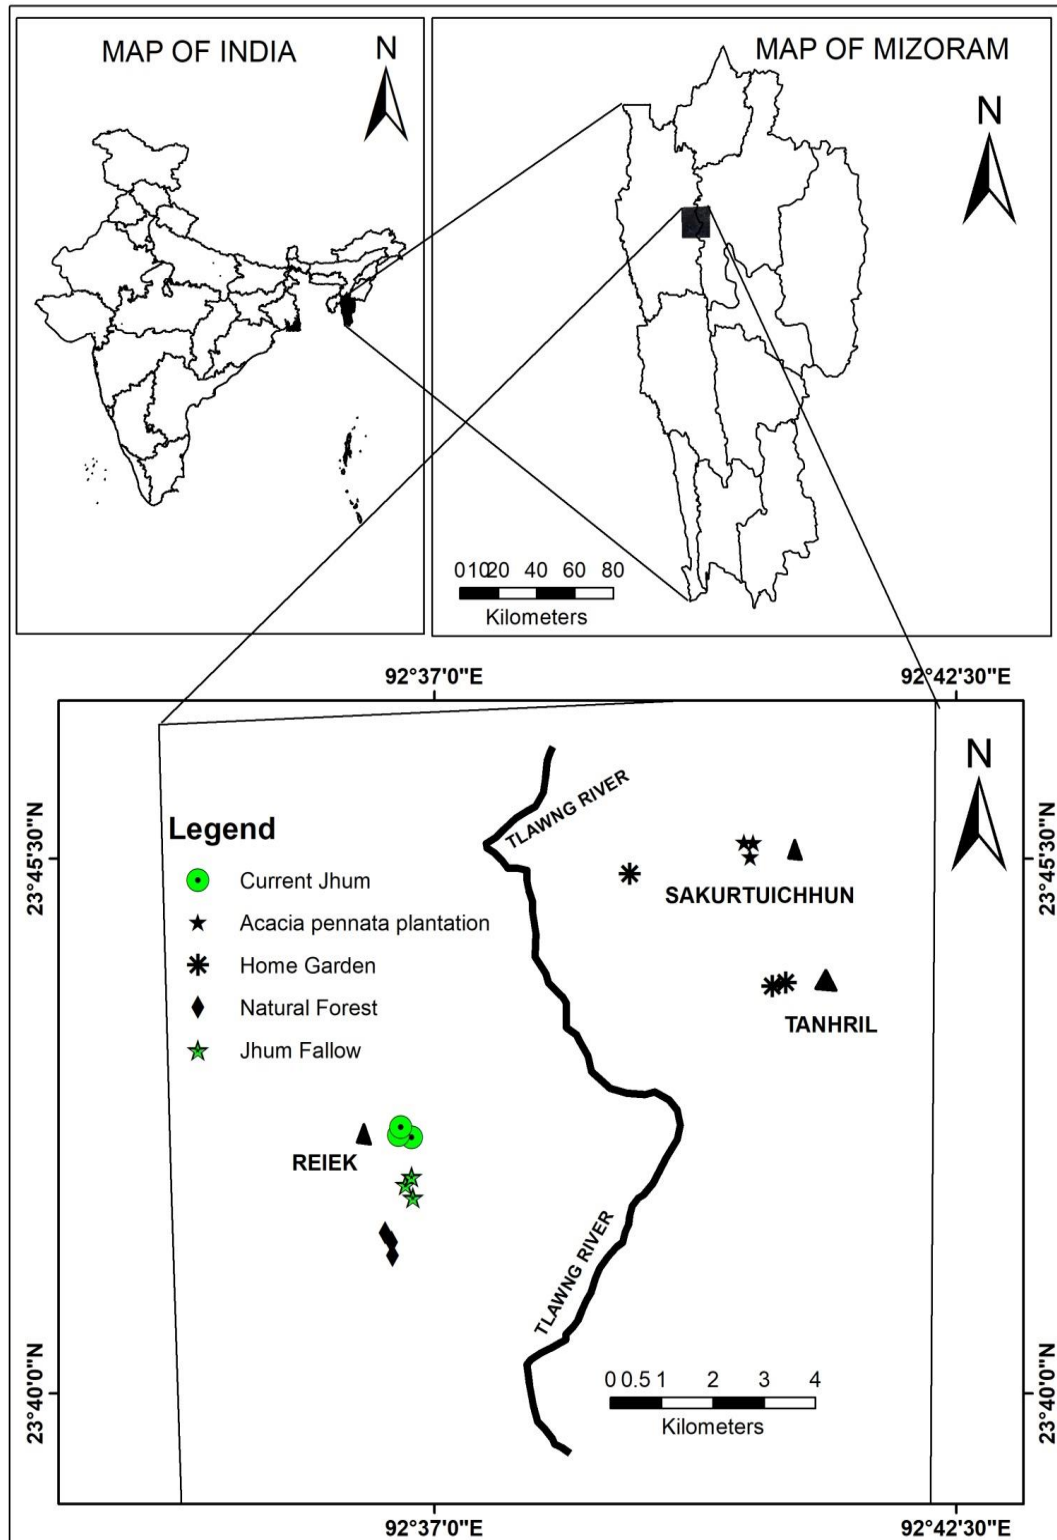 MAP OF INDIA
N
MAP OF MIZORAM
N
0 10 20 40 60 80
Kilometers
92°37'0"E
92°42'30"E
N
TLAWNG RIVER
23°45'30"N
23°45'30"N
Legend
Current Jhum
Acacia pennata plantation
Home Garden
Natural Forest
Jhum Fallow
SAKURTUICHHUN
TANHRIL
REIEK
TLAWNG RIVER
23°40'0"N
23°40'0"N
0 0.5 1 2 3 4
Kilometers
92°37'0"E
92°42'30"E